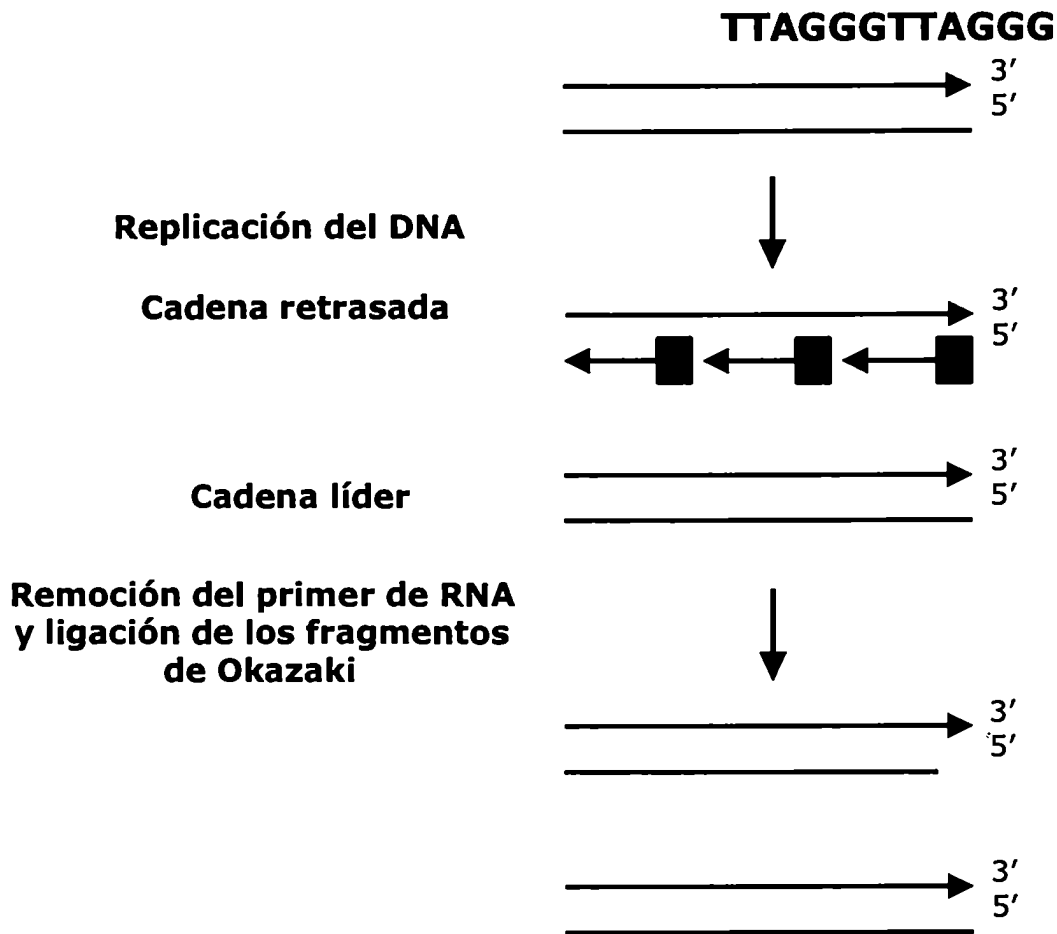 TTAGGGTTAGGG
3′
5′
Replicación del DNA
Cadena retrasada
3′
5′
Cadena líder
3′
5′
Remoción del primer de RNA
y ligación de los fragmentos
de Okazaki
3′
5′
3′
5′